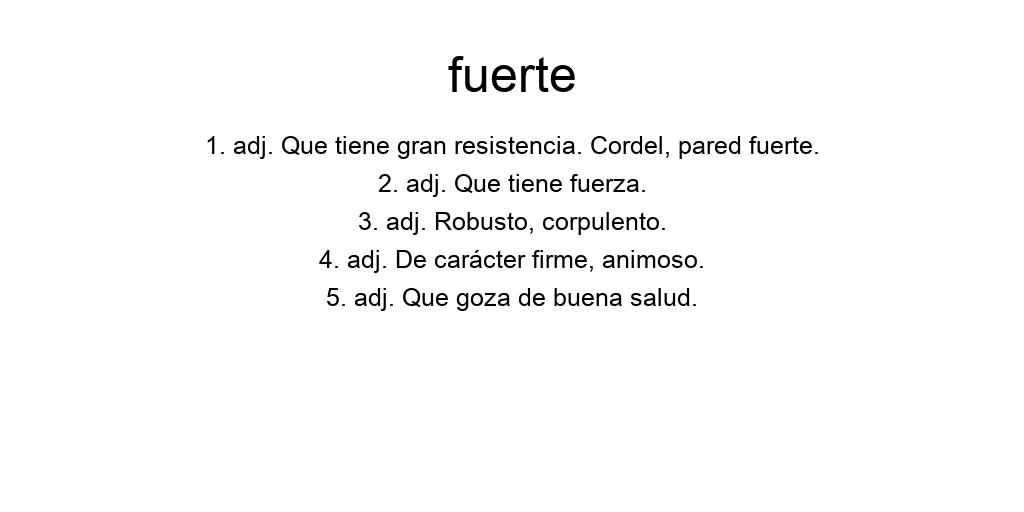 fuerte
1. adj. Que tiene gran resistencia. Cordel, pared fuerte.
2. adj. Que tiene fuerza.
3. adj. Robusto, corpulento.
4. adj. De carácter firme, animoso.
5. adj. Que goza de buena salud.